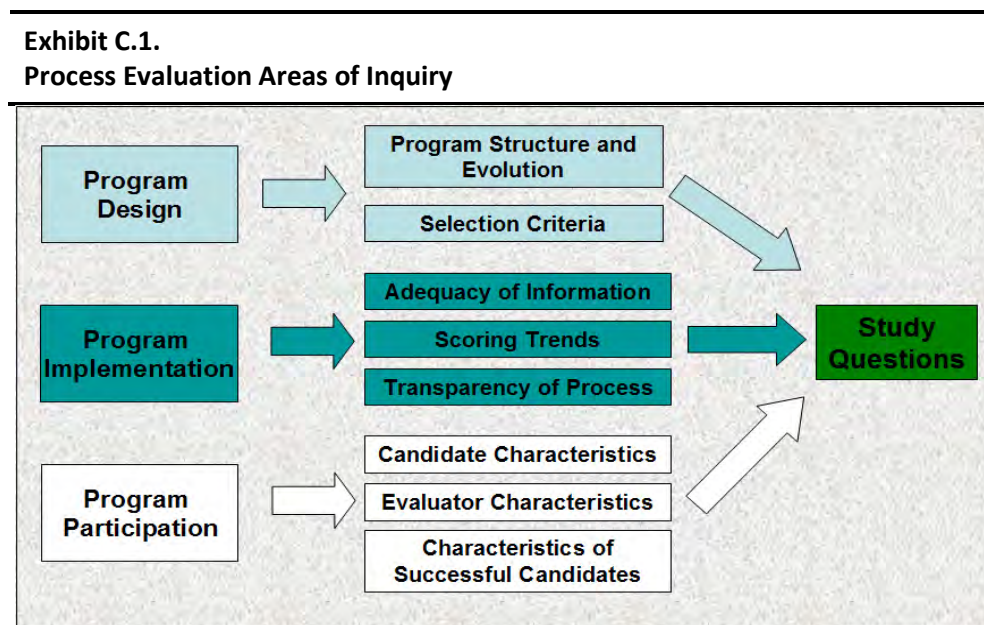 Exhibit C.1.
Process Evaluation Areas of Inquiry
Program
Design
Program Structure and
Evolution
Selection Criteria
Program
Implementation
Adequacy of Information
Scoring Trends
Transparency of Process
Study
Questions
Program
Participation
Candidate Characteristics
Evaluator Characteristics
Characteristics of
Successful Candidates